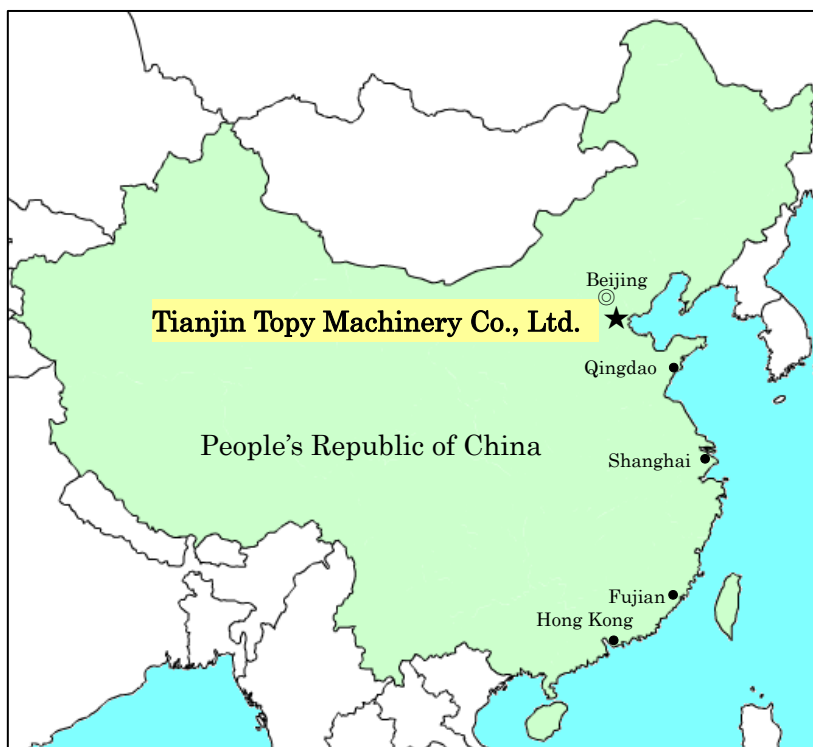 Beijing
Tianjin Topy Machinery Co., Ltd.
Qingdao
People’s Republic of China
Shanghai
Fujian
Hong Kong